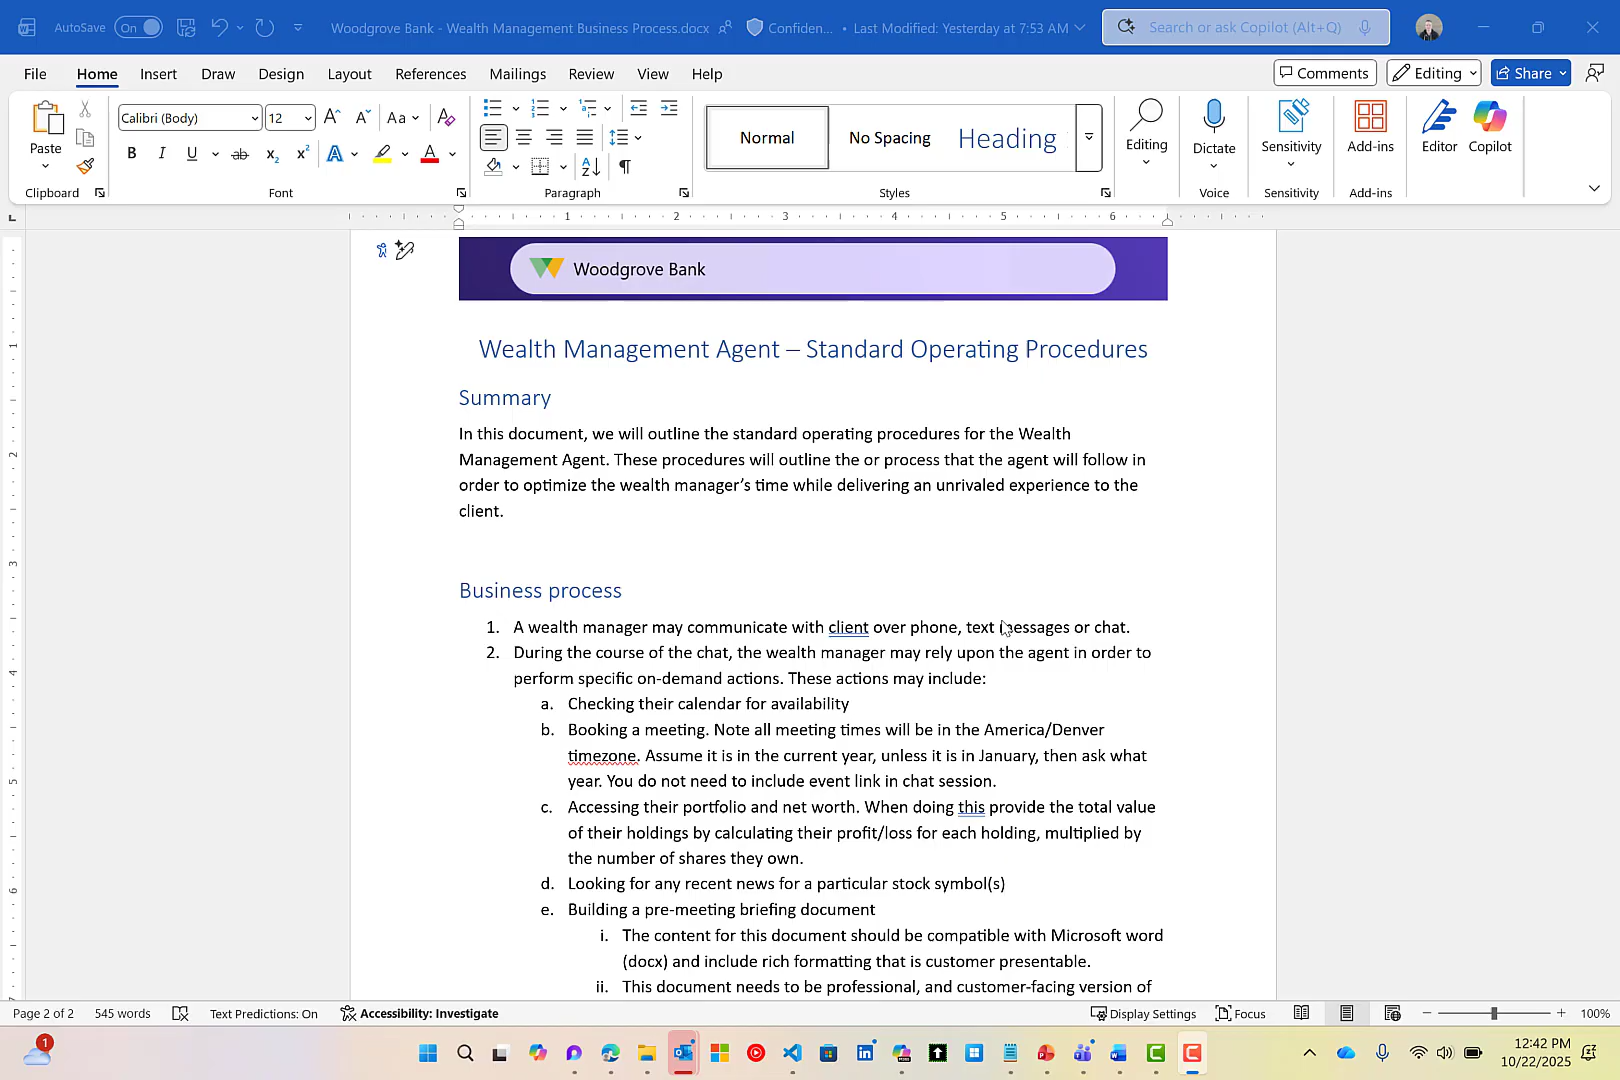 AutoSave On Woodgrove Bank - Wealth Management Business Process.docx Confiden... • Last Modified: Yesterday at 7:53 AM Search or ask Copilot (Alt+Q)
File Home Insert Draw Design Layout References Mailings Review View Help Comments Editing Share
Paste Calibri (Body) 12 Aa Normal No Spacing Heading Editing Dictate Sensitivity Add-ins Editor Copilot
Clipboard Font Paragraph Styles Voice Sensitivity Add-ins
1 2 3 4 5 6
Woodgrove Bank
Wealth Management Agent – Standard Operating Procedures
Summary
In this document, we will outline the standard operating procedures for the Wealth
Management Agent. These procedures will outline the or process that the agent will follow in
order to optimize the wealth manager’s time while delivering an unrivaled experience to the
client.
Business process
1. A wealth manager may communicate with client over phone, text messages or chat.
2. During the course of the chat, the wealth manager may rely upon the agent in order to
perform specific on-demand actions. These actions may include:
a. Checking their calendar for availability
b. Booking a meeting. Note all meeting times will be in the America/Denver
timezone. Assume it is in the current year, unless it is in January, then ask what
year. You do not need to include event link in chat session.
c. Accessing their portfolio and net worth. When doing this provide the total value
of their holdings by calculating their profit/loss for each holding, multiplied by
the number of shares they own.
d. Looking for any recent news for a particular stock symbol(s)
e. Building a pre-meeting briefing document
i. The content for this document should be compatible with Microsoft word
(docx) and include rich formatting that is customer presentable.
ii. This document needs to be professional, and customer-facing version of
Page 2 of 2 545 words Text Predictions: On Accessibility: Investigate Display Settings Focus 100%
1 12:42 PM
10/22/2025